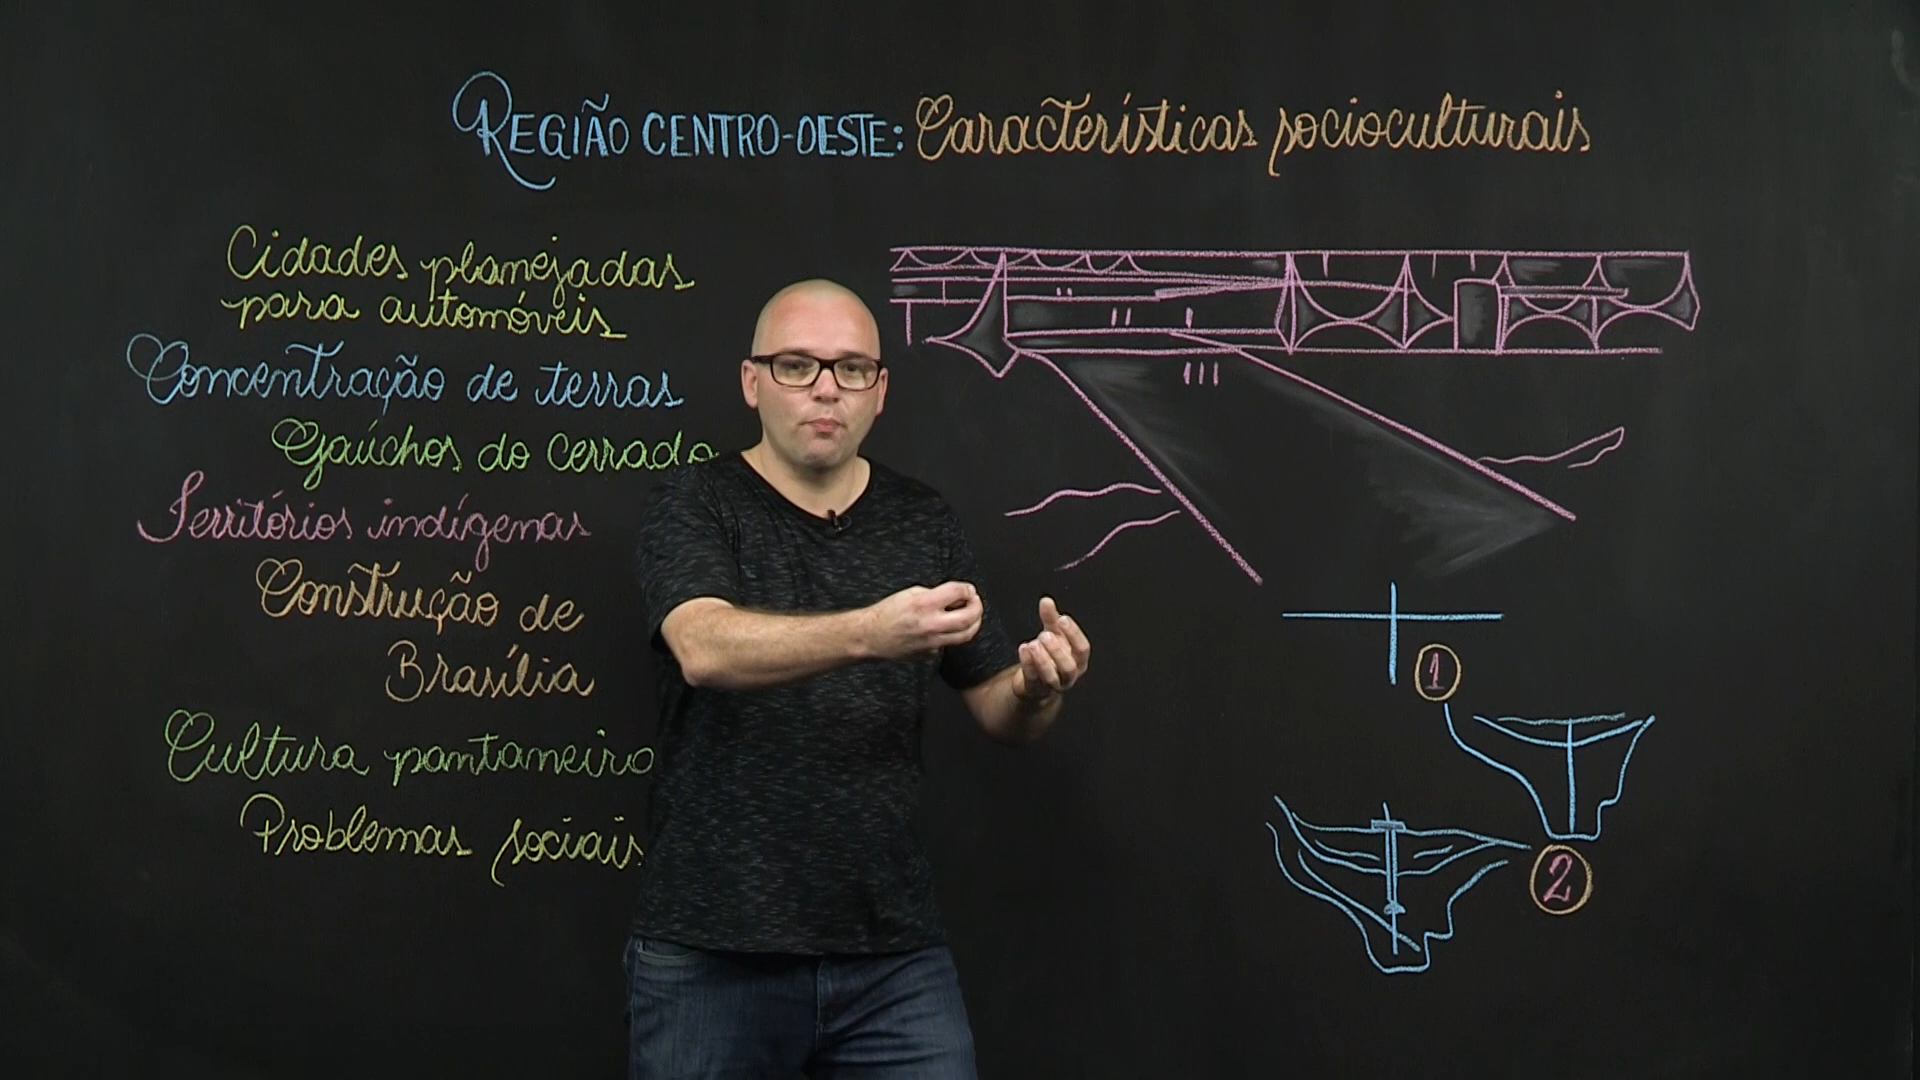 REGIÃO CENTRO-OESTE: Características socioculturais
Cidades planejadas
para automóveis
Concentração de terras
Gaúchos do cerrado
Territórios indígenas
Construção de
Brasília
Cultura pantaneira
Problemas sociais
1
2